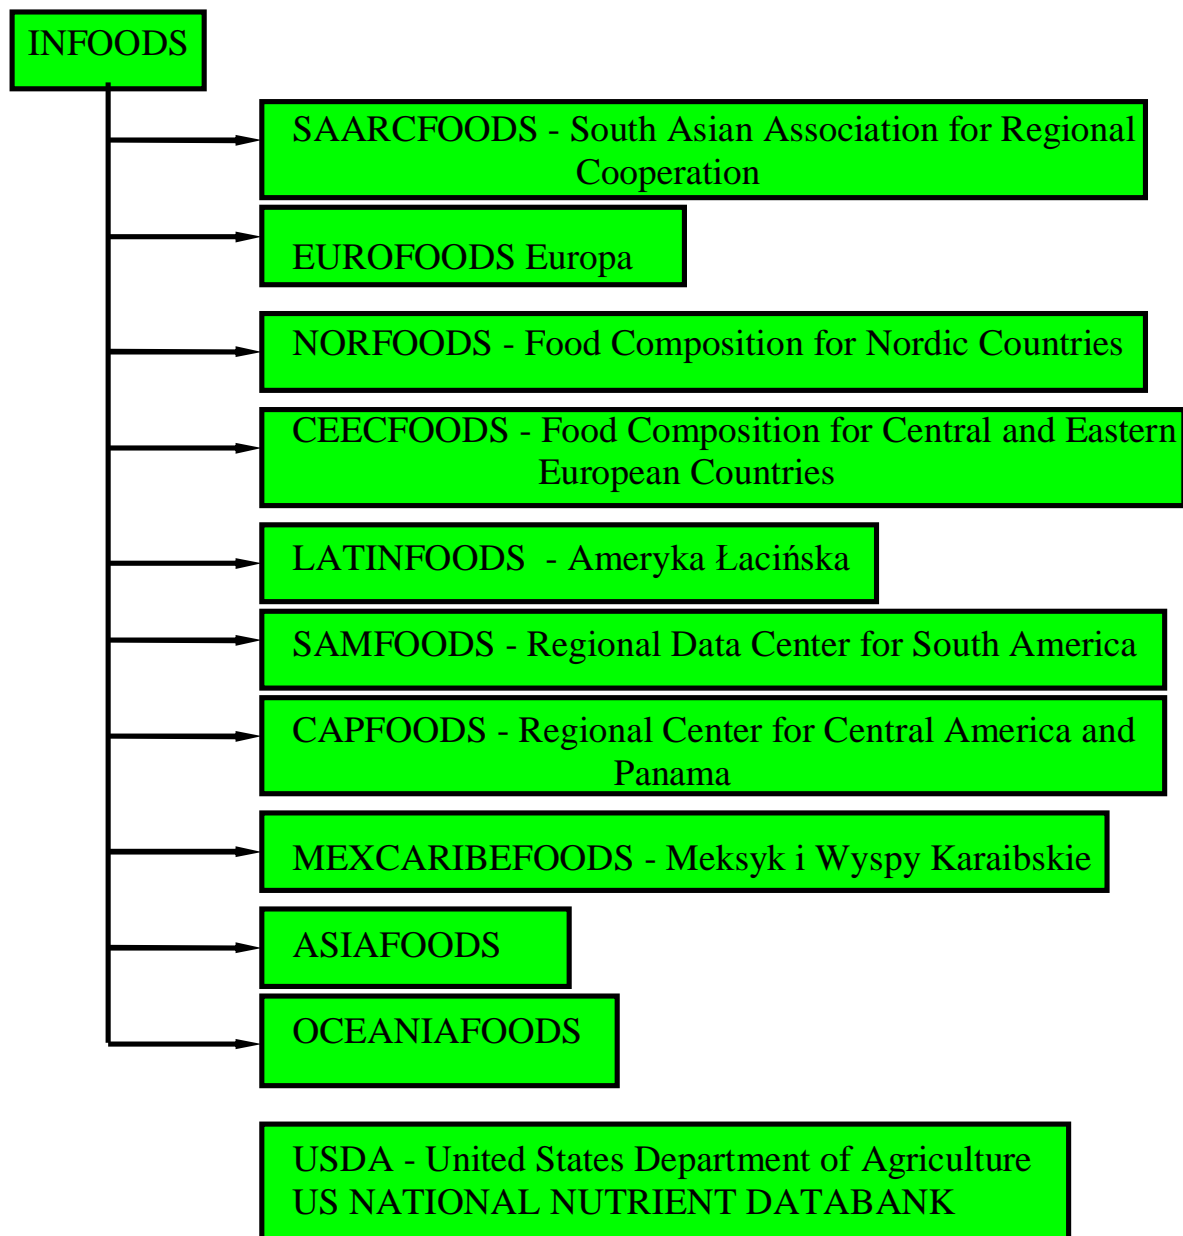 INFOODS
SAARCFOODS - South Asian Association for Regional
Cooperation
EUROFOODS Europa
NORFOODS - Food Composition for Nordic Countries
CEECFOODS - Food Composition for Central and Eastern
European Countries
LATINFOODS - Ameryka Łacińska
SAMFOODS - Regional Data Center for South America
CAPFOODS - Regional Center for Central America and
Panama
MEXCARIBEFOODS - Meksyk i Wyspy Karaibskie
ASIAFOODS
OCEANIAFOODS
USDA - United States Department of Agriculture
US NATIONAL NUTRIENT DATABANK